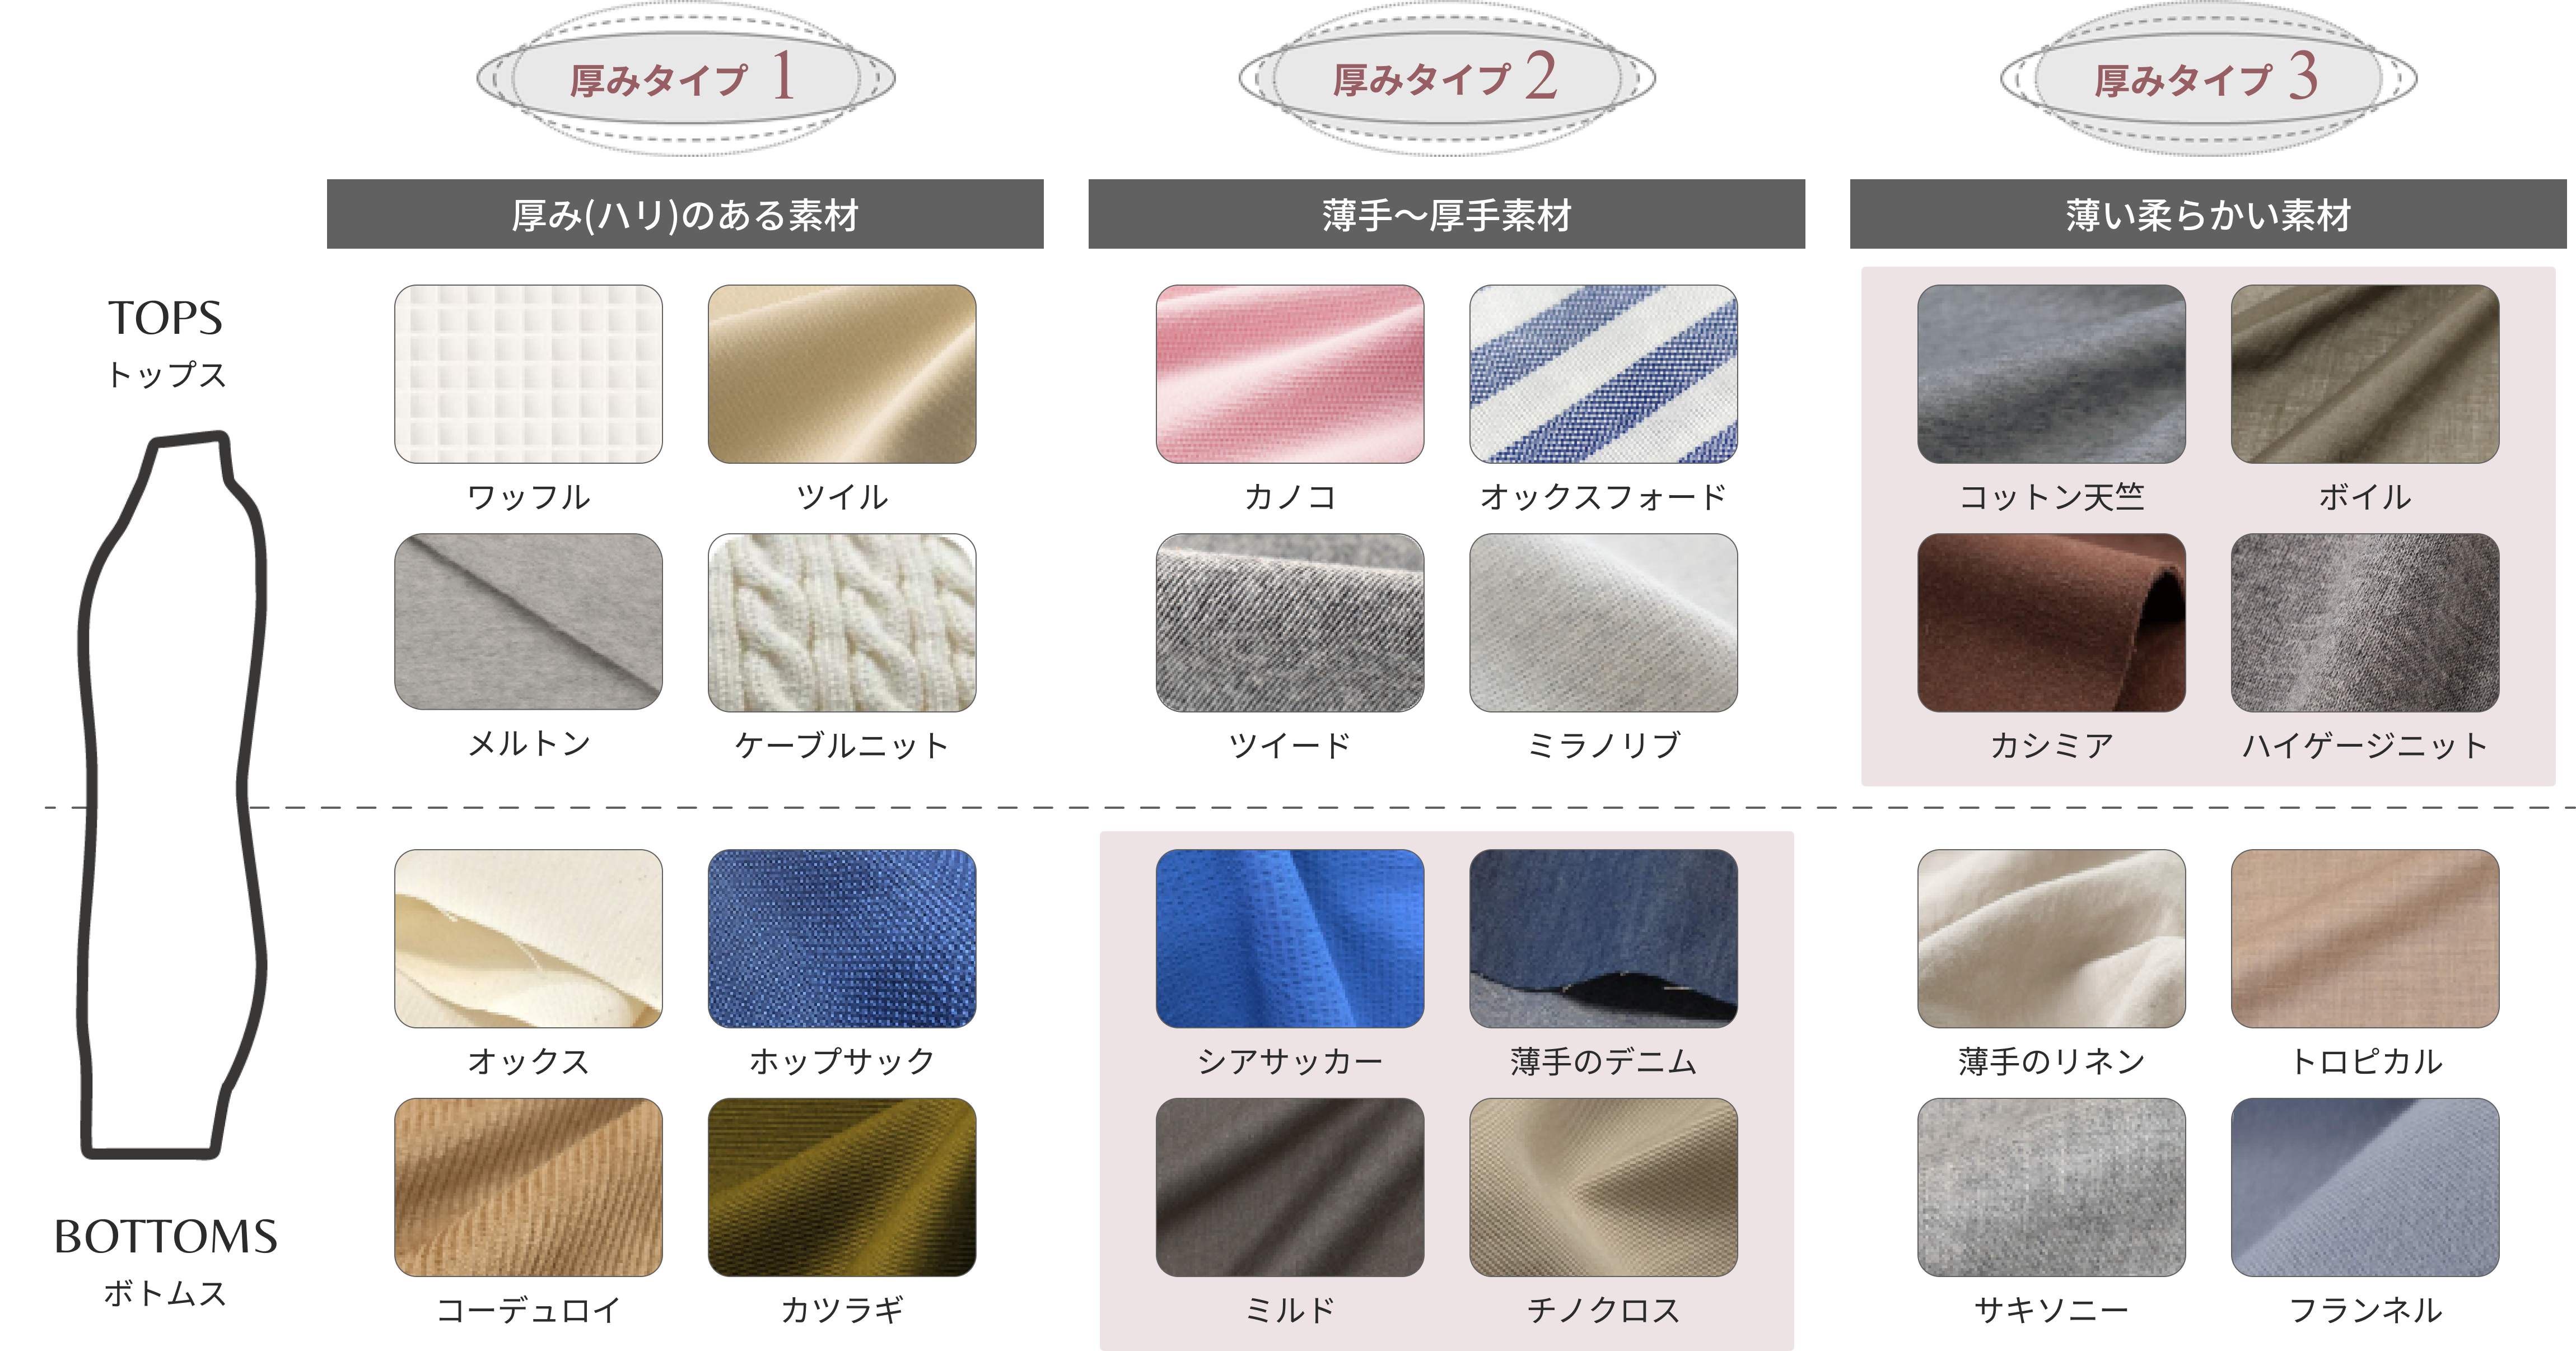 厚みタイプ 1
厚みタイプ 2
厚みタイプ 3
厚み(ハリ)のある素材
薄手～厚手素材
薄い柔らかい素材
TOPS
トップス
ワッフル
ツイル
カノコ
オックスフォード
コットン天竺
ボイル
メルトン
ケーブルニット
ツイード
ミラノリブ
カシミア
ハイゲージニット
オックス
ホップサック
シアサッカー
薄手のデニム
薄手のリネン
トロピカル
BOTTOMS
ボトムス
コーデュロイ
カツラギ
ミルド
チノクロス
サキソニー
フランネル